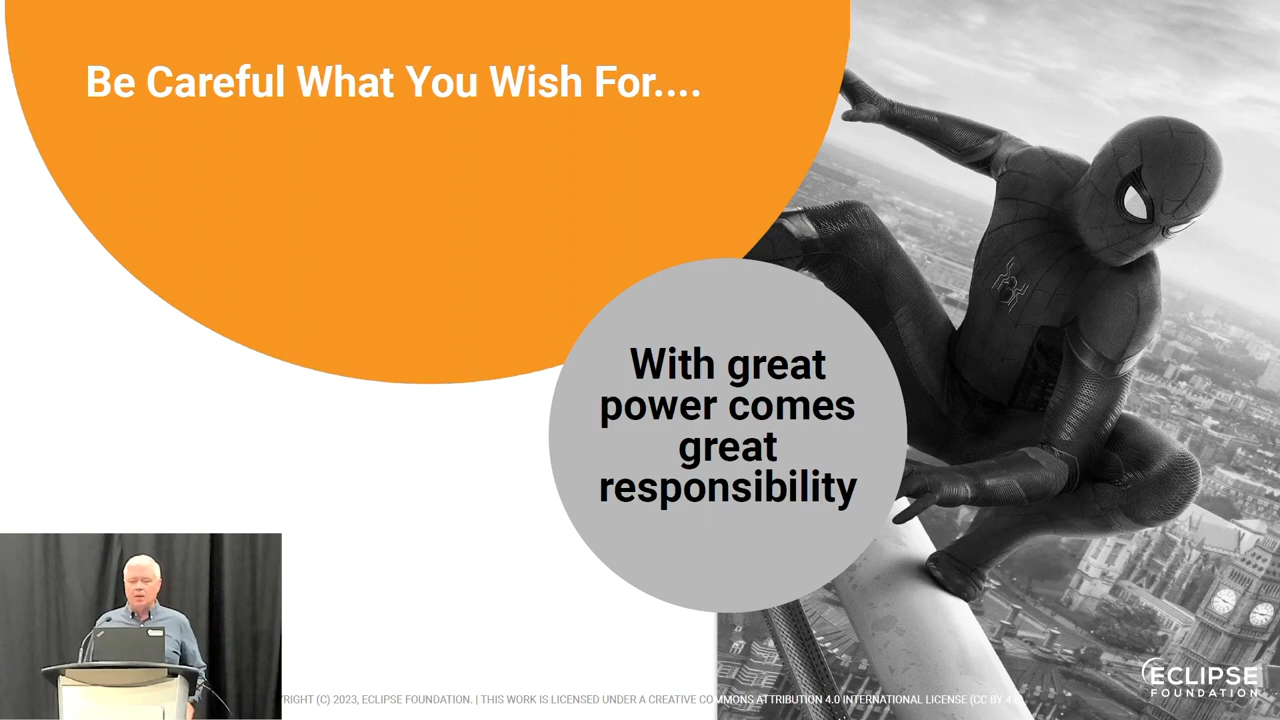 Be Careful What You Wish For....
With great
power comes
great
responsibility
ECLIPSE
FOUNDATION
RIGHT (C) 2023, ECLIPSE FOUNDATION. | THIS WORK IS LICENSED UNDER A CREATIVE COMMONS ATTRIBUTION 4.0 INTERNATIONAL LICENSE (CC BY